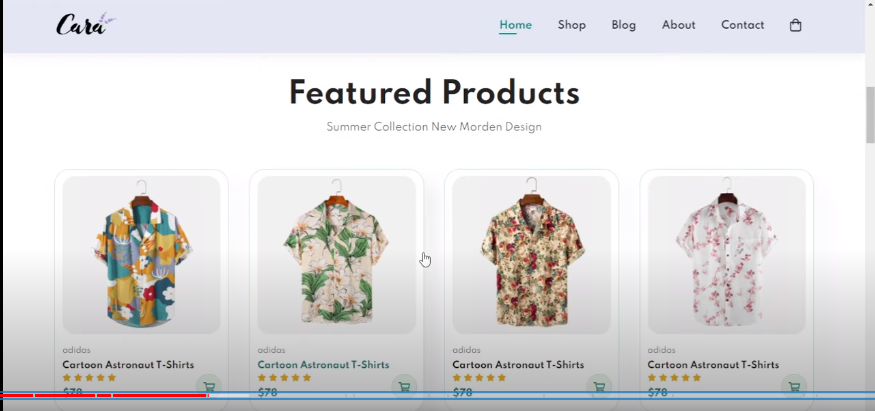 Cara
Home Shop Blog About Contact
Featured Products
Summer Collection New Morden Design
adidas adidas adidas adidas
Cartoon Astronaut T-Shirts Cartoon Astronaut T-Shirts Cartoon Astronaut T-Shirts Cartoon Astronaut T-Shirts
$78 $78 $78 $78